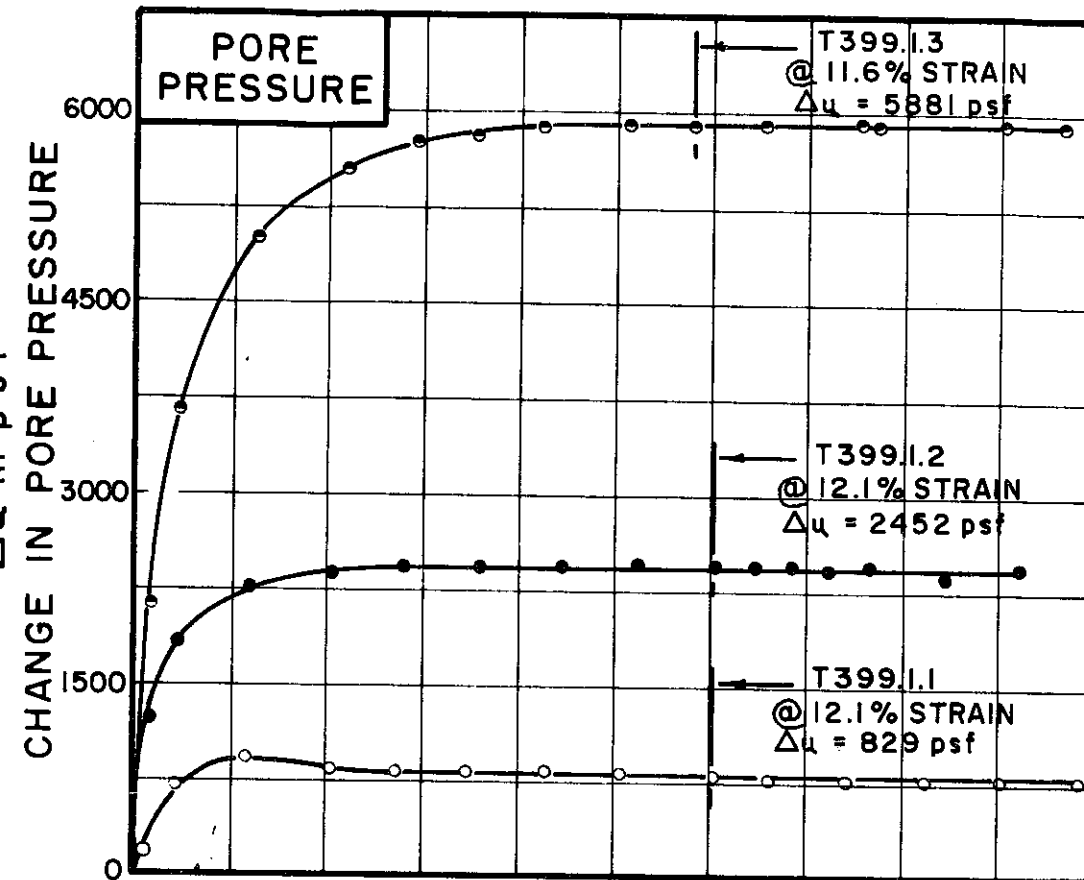 PORE
PRESSURE
T399.1.3
@ 11.6% STRAIN
Δu = 5881 psf
6000
4500
3000
1500
0
CHANGE IN PORE PRESSURE
T399.1.2
@ 12.1% STRAIN
Δu = 2452 psf
T399.1.1
@ 12.1% STRAIN
Δu = 829 psf